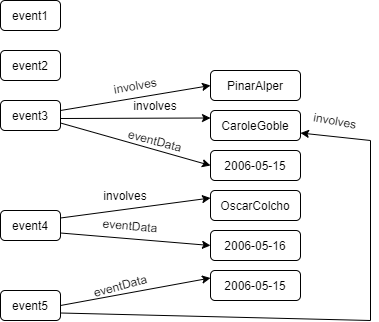 event1
event2
involves
PinarAlper
event3
involves
CaroleGoble
involves
eventData
2006-05-15
involves
OscarColcho
event4
eventData
2006-05-16
eventData
2006-05-15
event5